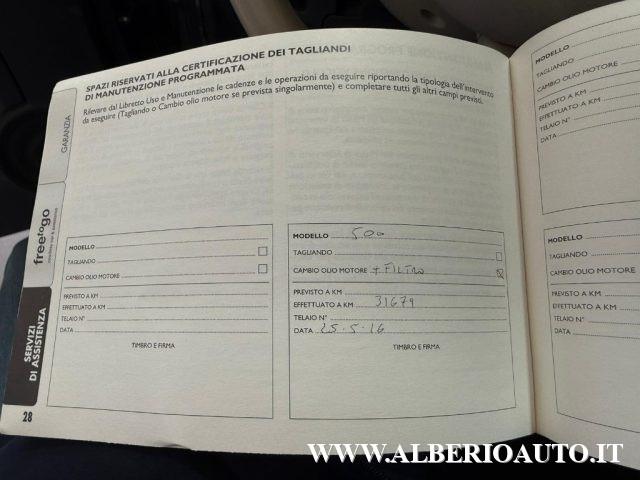 SPAZI RISERVATI ALLA CERTIFICAZIONE DEI TAGLIANDI
DI MANUTENZIONE PROGRAMMATA
Rilevare dal Libretto Uso e Manutenzione le cadenze e le operazioni da eseguire riportando la tipologia dell'intervento
da eseguire (Tagliando o Cambio olio motore se prevista singolarmente) e completare tutti gli altri campi previsti.
GARANZIA
freetogo
SERVIZI
DI ASSISTENZA
MODELLO
TAGLIANDO
CAMBIO OLIO MOTORE
PREVISTO A KM
EFFETTUATO A KM
TELAIO N°
DATA
TIMBRO E FIRMA
28
MODELLO 500
TAGLIANDO
CAMBIO OLIO MOTORE + FILTRO
PREVISTO A KM
EFFETTUATO A KM 31679
TELAIO N°
DATA 25-5-16
TIMBRO E FIRMA
MODELLO
TAGLIANDO
CAMBIO OLIO MOTORE
PREVISTO A KM
EFFETTUATO A KM
TELAIO N°
DATA
MODELLO
TAGLIANDO
CAMBIO OLIO MOTORE
PREVISTO A KM
EFFETTUATO A KM
TELAIO N°
DATA
WWW.ALBERIOAUTO.IT